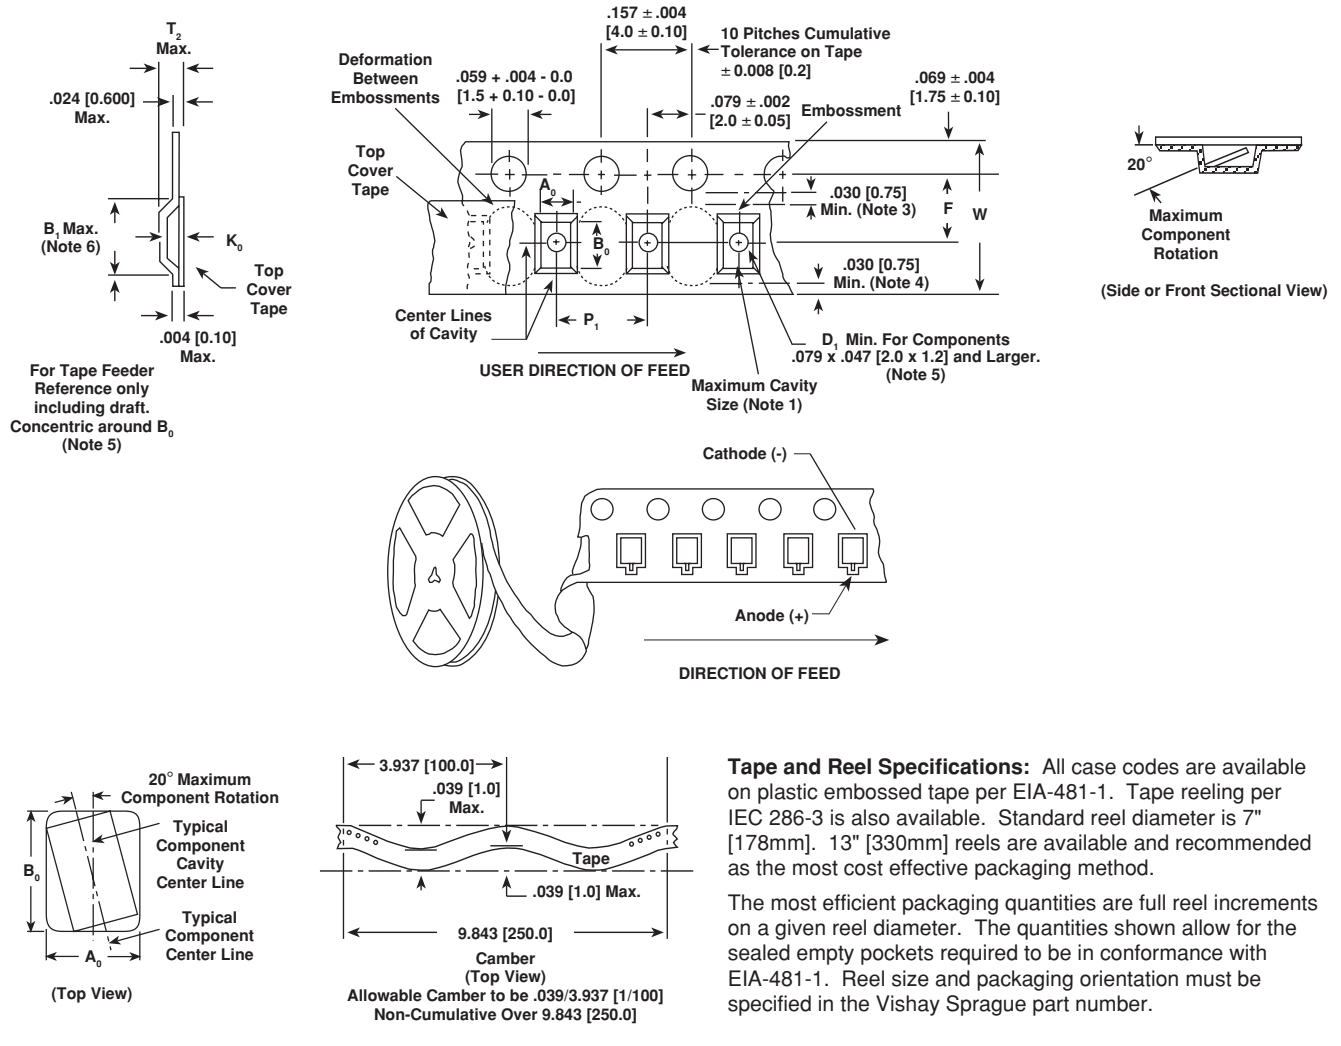 T2
Max.
.024 [0.600]
Max.
B1 Max.
(Note 6)
K0
Top
Cover
Tape
.004 [0.10]
Max.
For Tape Feeder
Reference only
including draft.
Concentric around B0
(Note 5)
.157 ± .004
[4.0 ± 0.10]
10 Pitches Cumulative
Tolerance on Tape
± 0.008 [0.2]
Deformation
Between
Embossments
.059 + .004 - 0.0
[1.5 + 0.10 - 0.0]
.079 ± .002
[2.0 ± 0.05]
Embossment
.069 ± .004
[1.75 ± 0.10]
Top
Cover
Tape
A0
B0
.030 [0.75]
Min. (Note 3)
F
W
.030 [0.75]
Min. (Note 4)
Center Lines
of Cavity
P1
USER DIRECTION OF FEED
D1 Min. For Components
.079 x .047 [2.0 x 1.2] and Larger.
(Note 5)
Maximum Cavity
Size (Note 1)
20°
Maximum
Component
Rotation
(Side or Front Sectional View)
Cathode (-)
Anode (+)
DIRECTION OF FEED
20° Maximum
Component Rotation
Typical
Component
Cavity
Center Line
B0
Typical
Component
Center Line
A0
(Top View)
3.937 [100.0]
.039 [1.0]
Max.
Tape
.039 [1.0] Max.
9.843 [250.0]
Camber
(Top View)
Allowable Camber to be .039/3.937 [1/100]
Non-Cumulative Over 9.843 [250.0]
Tape and Reel Specifications: All case codes are available
on plastic embossed tape per EIA-481-1. Tape reeling per
IEC 286-3 is also available. Standard reel diameter is 7"
[178mm]. 13" [330mm] reels are available and recommended
as the most cost effective packaging method.
The most efficient packaging quantities are full reel increments
on a given reel diameter. The quantities shown allow for the
sealed empty pockets required to be in conformance with
EIA-481-1. Reel size and packaging orientation must be
specified in the Vishay Sprague part number.